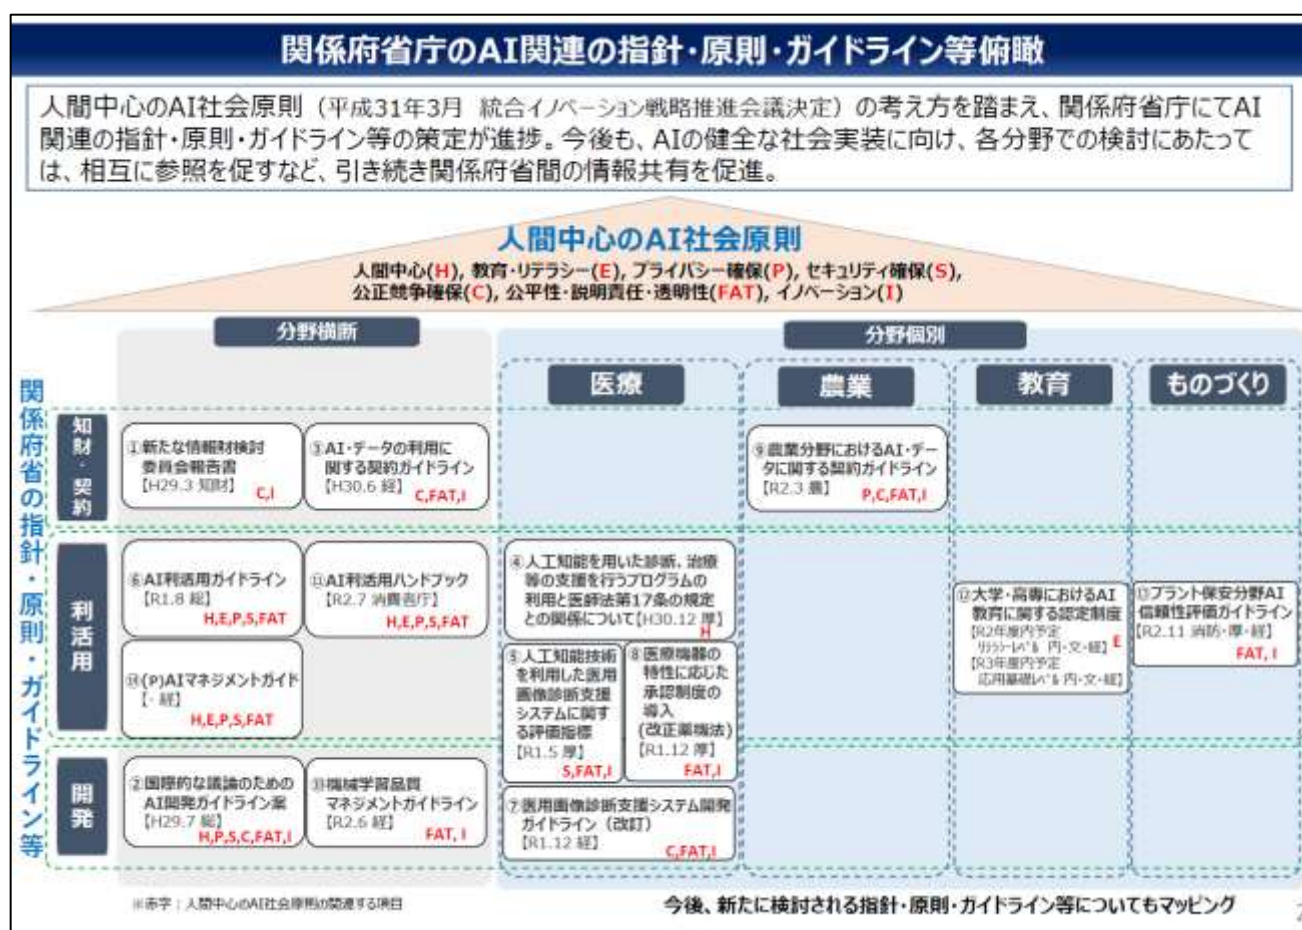 関係府省庁のAI関連の指針・原則・ガイドライン等俯瞰
人間中心のAI社会原則（平成31年3月 統合イノベーション戦略推進会議決定）の考え方を踏まえ、関係府省庁にてAI
関連の指針・原則・ガイドライン等の策定が進捗。今後も、AIの健全な社会実装に向け、各分野での検討にあたって
は、相互に参照を促すなど、引き続き関係府省間の情報共有を促進。
人間中心のAI社会原則
人間中心(H), 教育・リテラシー(E), プライバシー確保(P), セキュリティ確保(S),
公正競争確保(C), 公平性・説明責任・透明性(FAT), イノベーション(I)
分野横断
分野個別
医療
農業
教育
ものづくり
関係府省の指針・原則・ガイドライン等
知財・契約
①新たな情報財検討
委員会報告書
【H29.3 知財】
C,I
③AI・データの利用に
関する契約ガイドライン
【H30.6 経】
C,FAT,I
⑨農業分野におけるAI・デー
タに関する契約ガイドライン
【R2.3 農】
P,C,FAT,I
利活用
⑥AI利活用ガイドライン
【R1.8 総】
H,E,P,S,FAT
⑪AI利活用ハンドブック
【R2.7 消費者庁】
H,E,P,S,FAT
⑭(P)AIマネジメントガイド
【- 経】
H,E,P,S,FAT
④人工知能を用いた診断、治療
等の支援を行うプログラムの
利用と医師法第17条の規定
との関係について【H30.12 厚】
H
⑤人工知能技術
を利用した医用
画像診断支援
システムに関す
る評価指標
【R1.5 厚】
S,FAT,I
⑧医療機器の
特性に応じた
承認制度の
導入
(改正薬機法)
【R1.12 厚】
FAT,I
⑫大学・高専におけるAI
教育に関する認定制度
【R2年度内予定
リテラシーレベル 内・文・経】
E
【R3年度内予定
応用基礎レベル 内・文・経】
⑬プラント保安分野AI
信頼性評価ガイドライン
【R2.11 消防・厚・経】
FAT, I
開発
②国際的な議論のための
AI開発ガイドライン案
【H29.7 総】
H,P,S,C,FAT,I
⑩機械学習品質
マネジメントガイドライン
【R2.6 経】
FAT, I
⑦医用画像診断支援システム開発
ガイドライン（改訂）
【R1.12 経】
C,FAT,I
※赤字：人間中心のAI社会原則の関連する項目
今後、新たに検討される指針・原則・ガイドライン等についてもマッピング